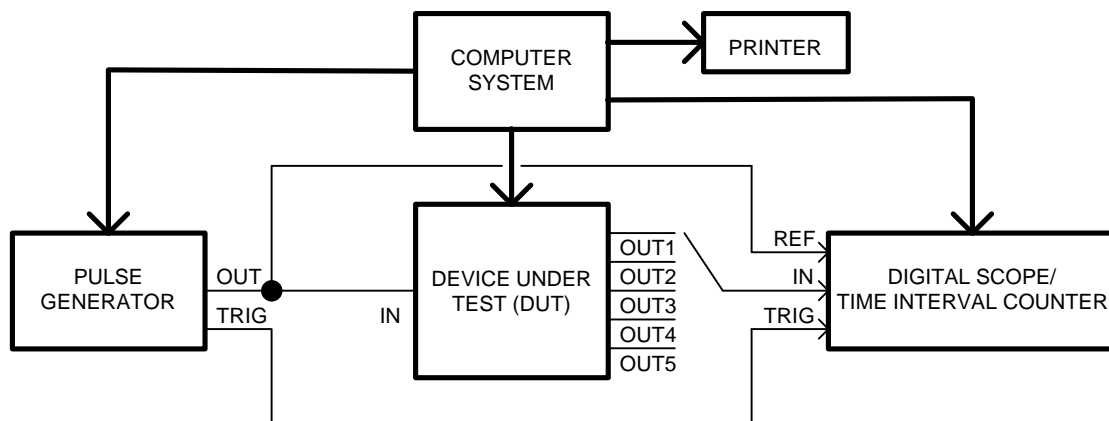 COMPUTER
SYSTEM
PRINTER
PULSE
GENERATOR
OUT
TRIG
IN
DEVICE UNDER
TEST (DUT)
OUT1
OUT2
OUT3
OUT4
OUT5
REF
IN
TRIG
DIGITAL SCOPE/
TIME INTERVAL COUNTER